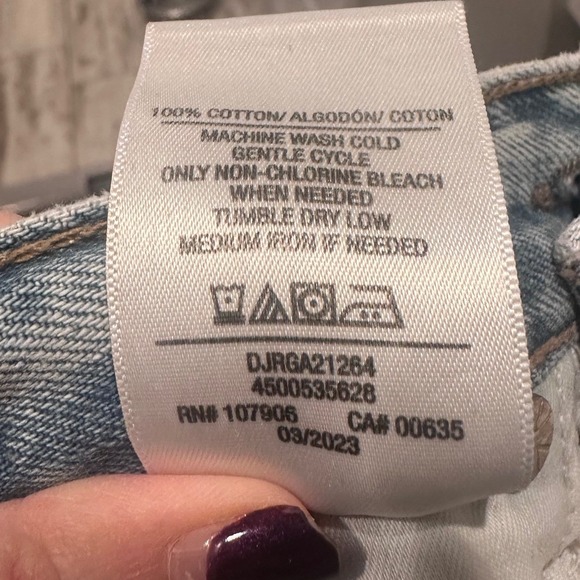 100% COTTON/ ALGODÓN/ COTON
MACHINE WASH COLD
GENTLE CYCLE
ONLY NON-CHLORINE BLEACH
WHEN NEEDED
TUMBLE DRY LOW
MEDIUM IRON IF NEEDED
DJRGA21264
4500535628
RN# 107906 CA# 00635
03/2023